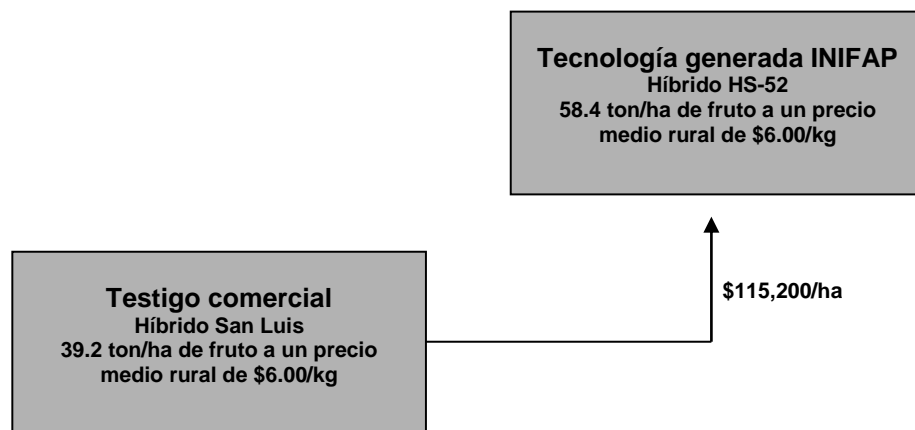 Tecnología generada INIFAP
Híbrido HS-52
58.4 ton/ha de fruto a un precio
medio rural de $6.00/kg
$115,200/ha
Testigo comercial
Híbrido San Luis
39.2 ton/ha de fruto a un precio
medio rural de $6.00/kg